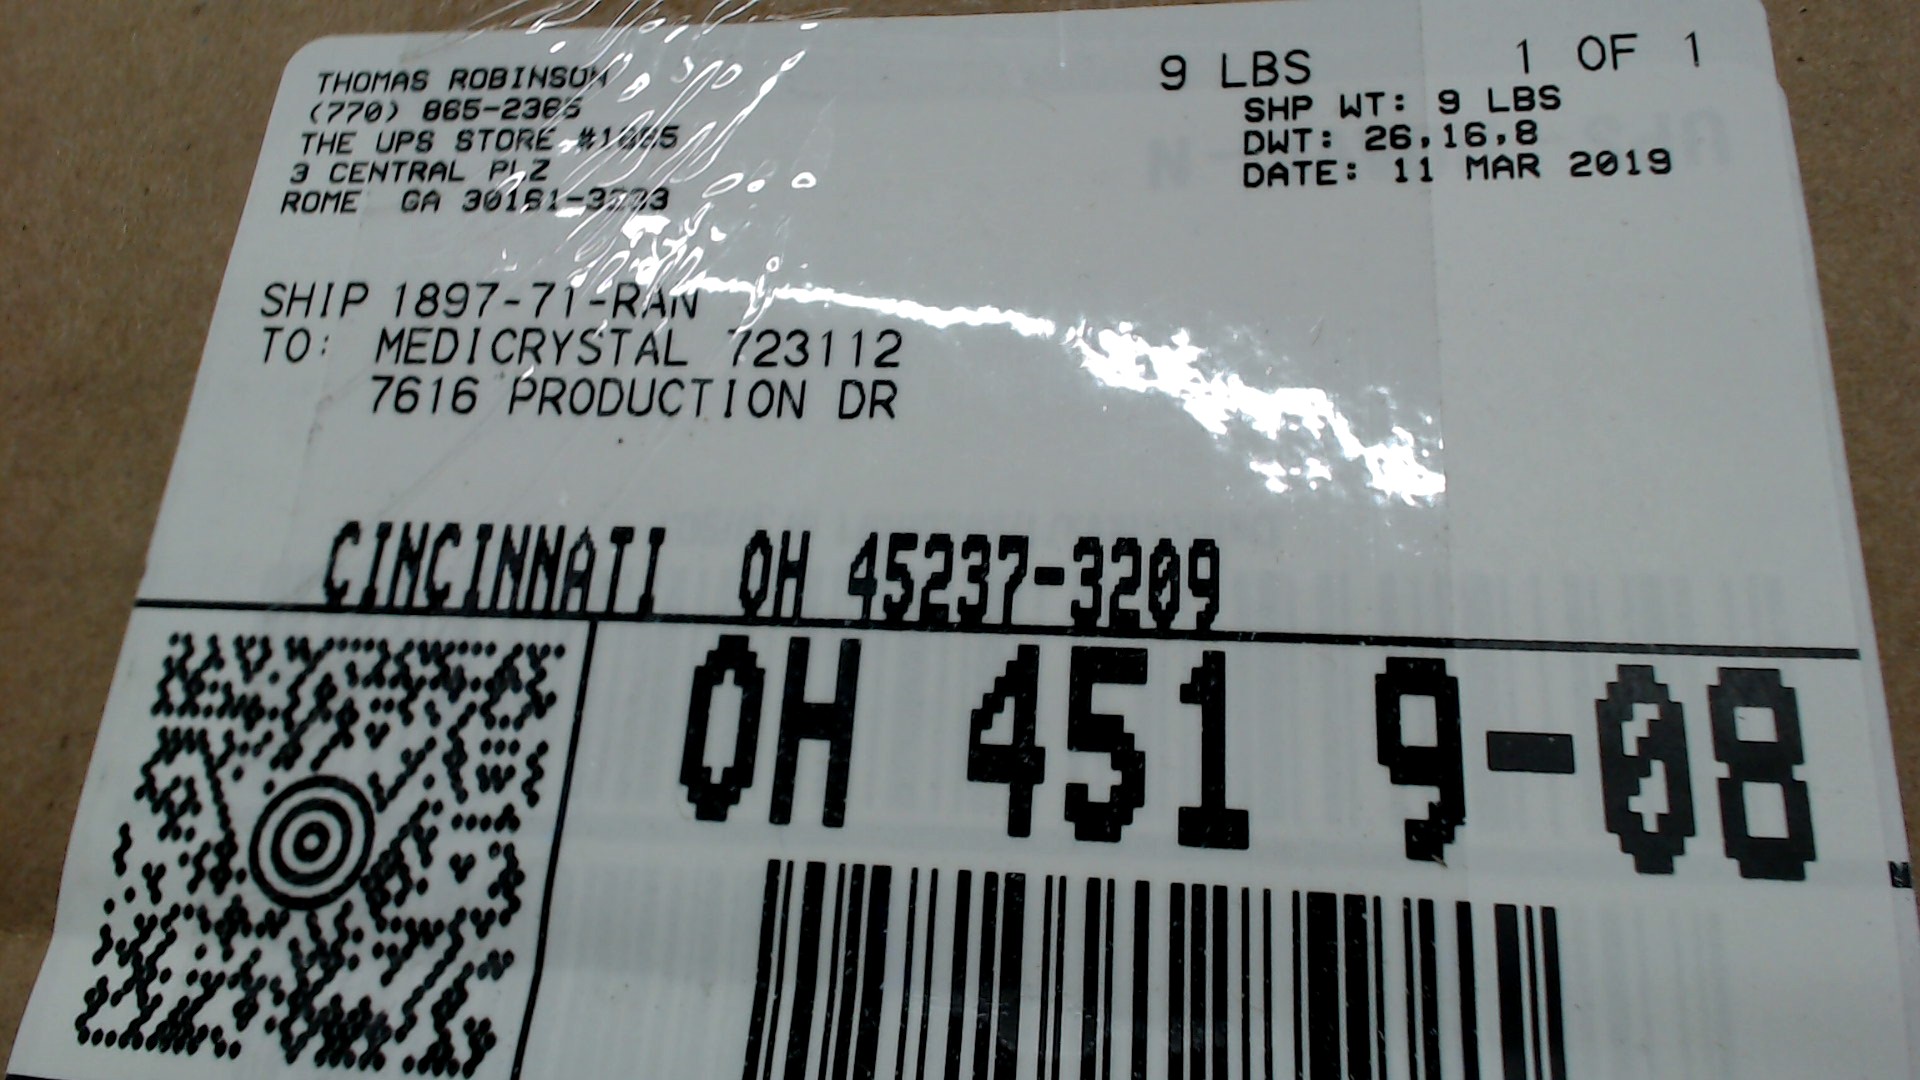 THOMAS ROBINSON
(770) 865-2385
THE UPS STORE
3 CENTRAL PLZ
ROME GA
SHIP 1897-71-RAN
TO: MEDICRYSTAL 723112
7616 PRODUCTION DR
CINCINNATI OH 45237-3209
9 LBS 1 OF 1
SHP WT: 9 LBS
DWT: 26,16,8
DATE: 11 MAR 2019
OH 451 9-08